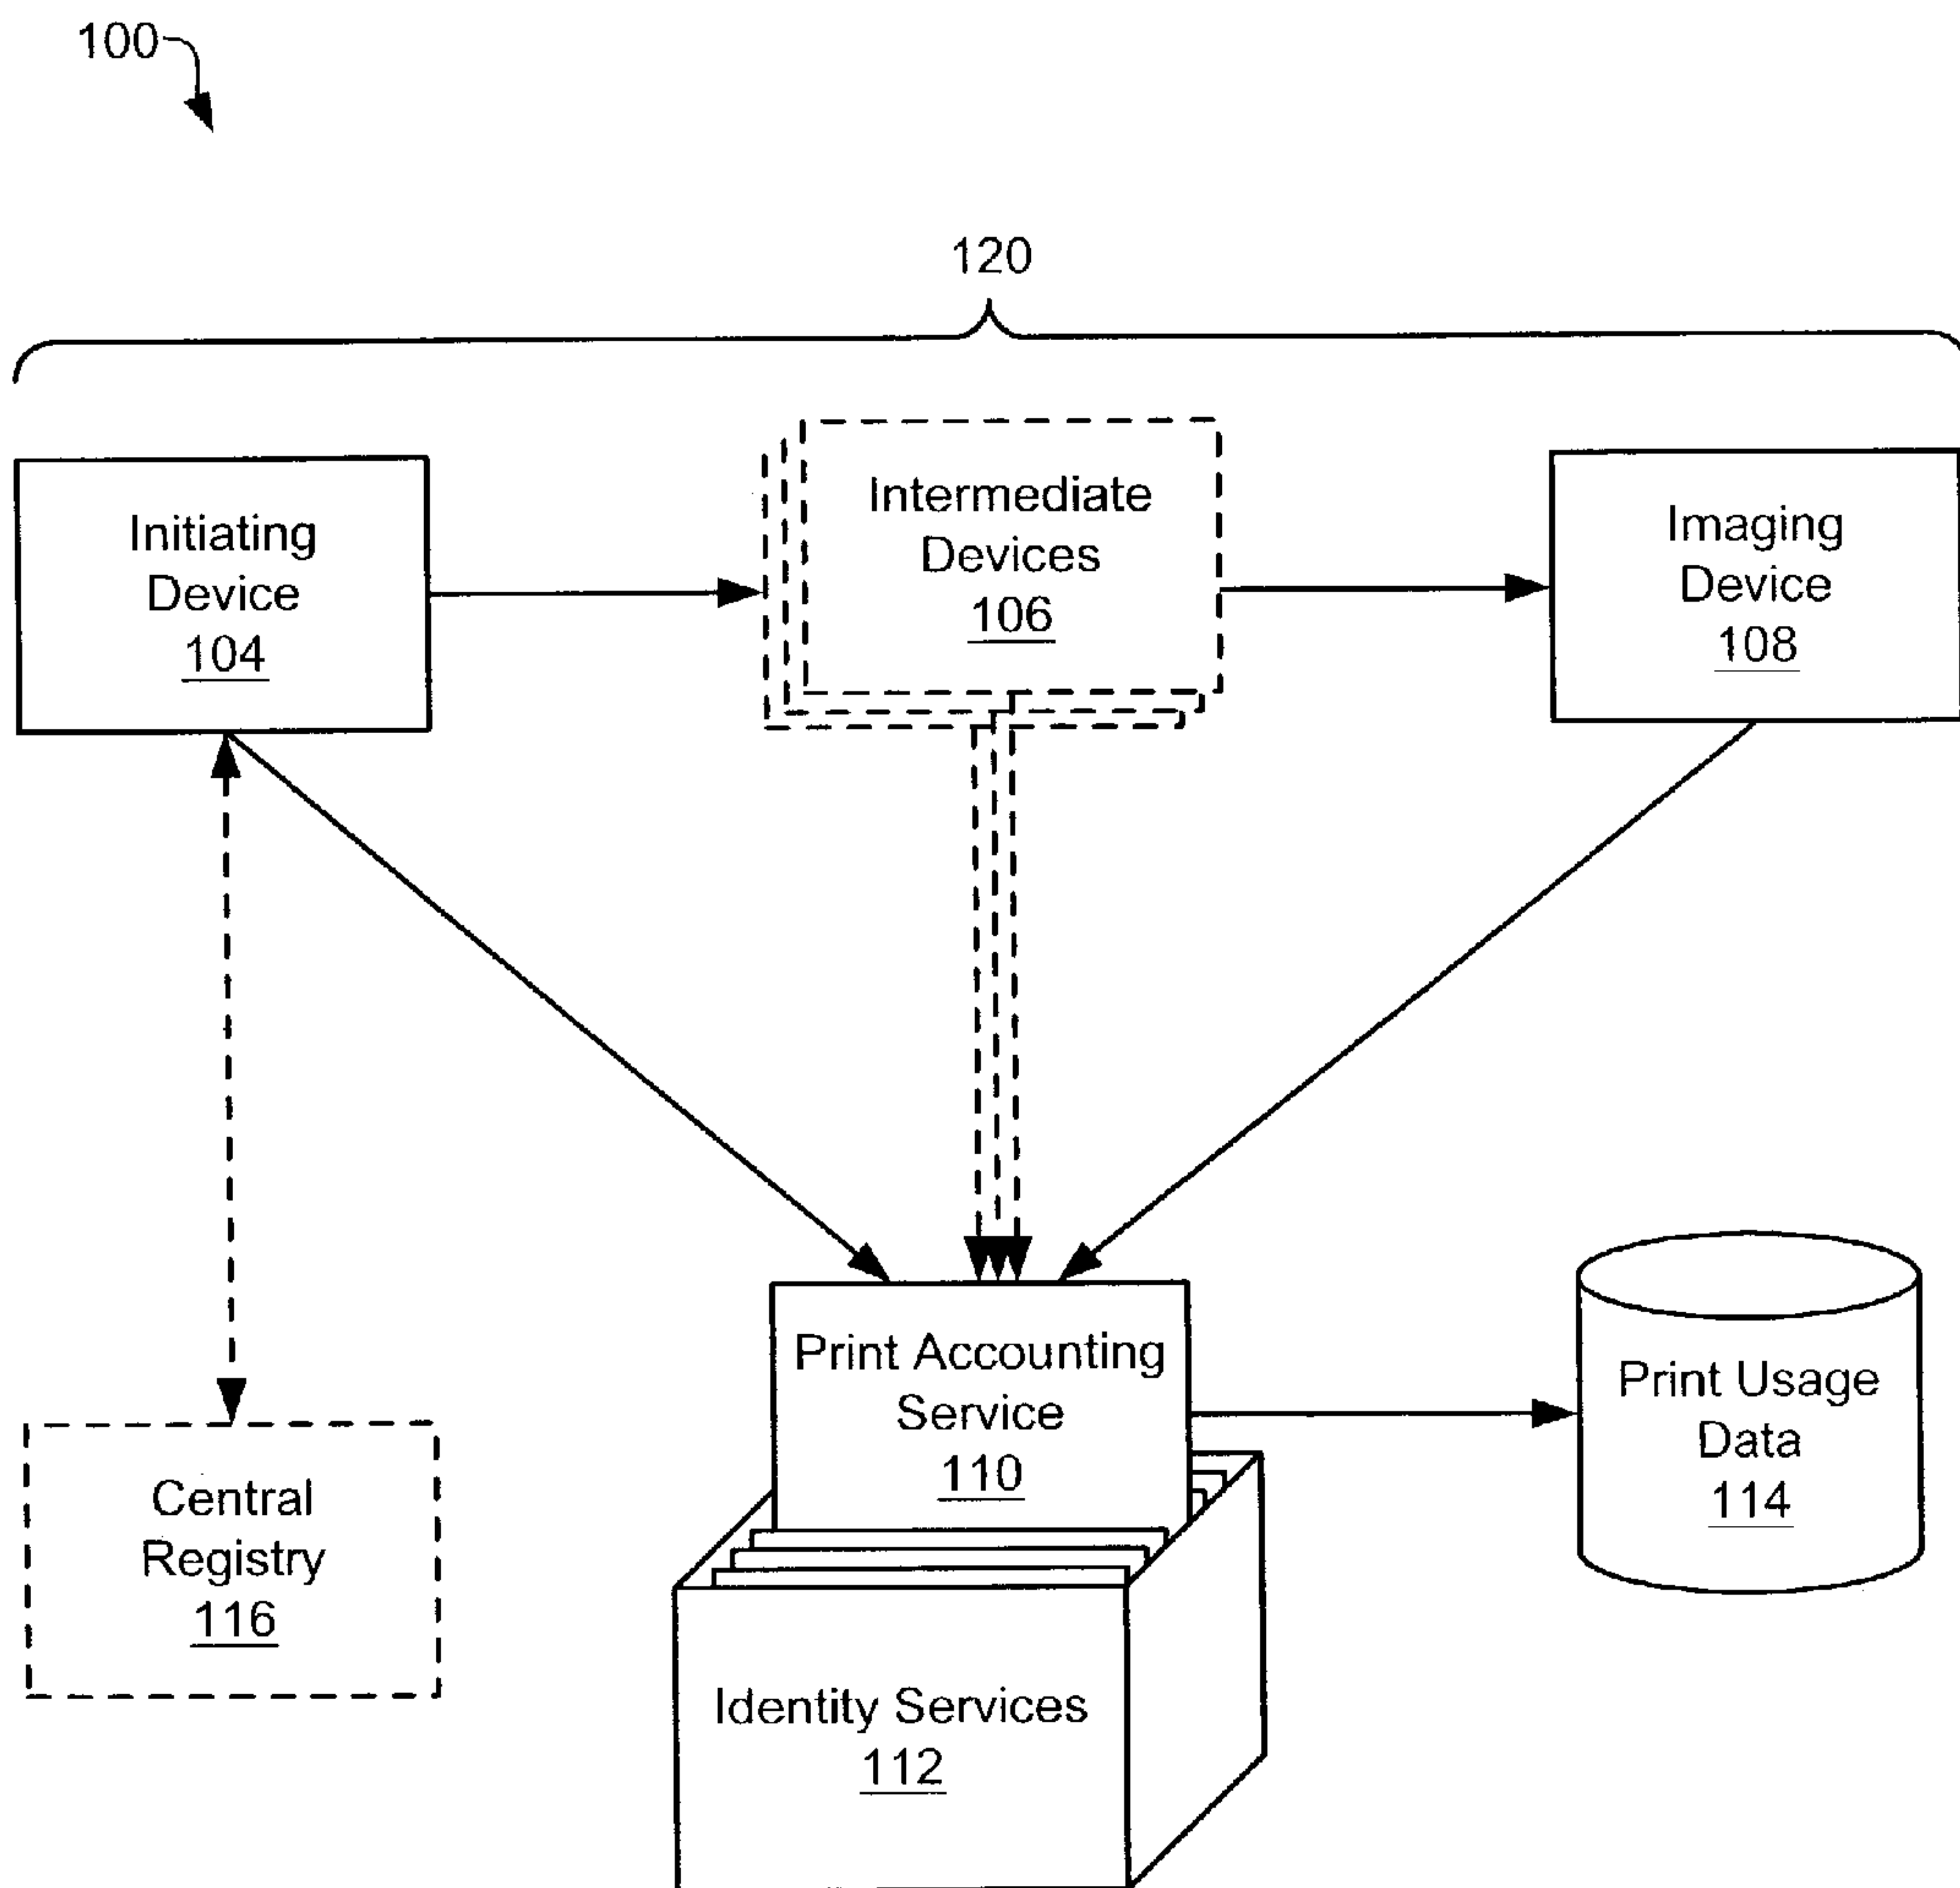 100
120
Initiating
Device
104
Intermediate
Devices
106
Imaging
Device
108
Print Accounting
Service
110
Print Usage
Data
114
Central
Registry
116
Identity Services
112